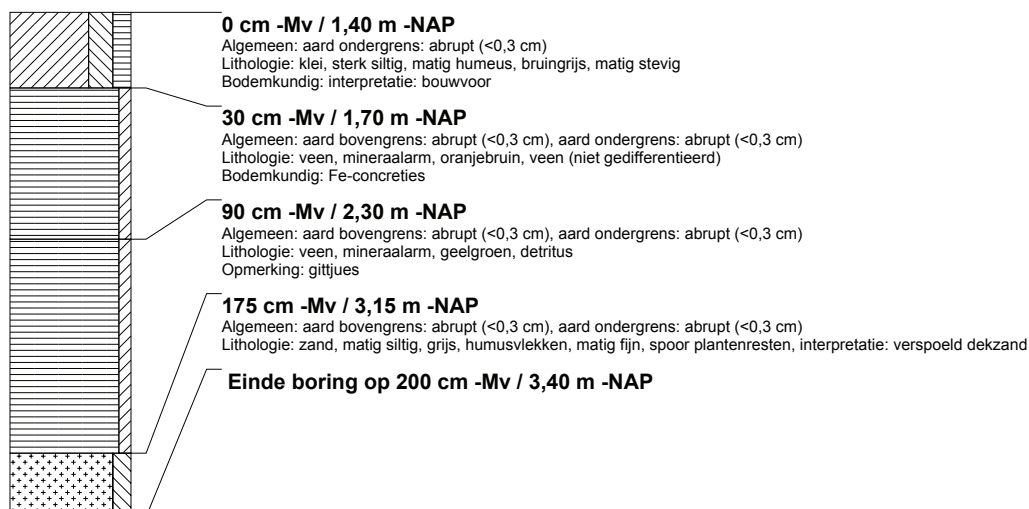 0 cm -Mv / 1,40 m -NAP
Algemeen: aard ondergrens: abrupt (<0,3 cm)
Lithologie: klei, sterk siltig, matig humeus, bruingrijs, matig stevig
Bodemkundig: interpretatie: bouwvoor
30 cm -Mv / 1,70 m -NAP
Algemeen: aard bovengrens: abrupt (<0,3 cm), aard ondergrens: abrupt (<0,3 cm)
Lithologie: veen, mineraalarm, oranjebruin, veen (niet gedifferentieerd)
Bodemkundig: Fe-concreties
90 cm -Mv / 2,30 m -NAP
Algemeen: aard bovengrens: abrupt (<0,3 cm), aard ondergrens: abrupt (<0,3 cm)
Lithologie: veen, mineraalarm, geelgroen, detritus
Opmerking: gittjues
175 cm -Mv / 3,15 m -NAP
Algemeen: aard bovengrens: abrupt (<0,3 cm), aard ondergrens: abrupt (<0,3 cm)
Lithologie: zand, matig siltig, grijs, humusvlekken, matig fijn, spoor plantenresten, interpretatie: verspoeld dekzand
Einde boring op 200 cm -Mv / 3,40 m -NAP